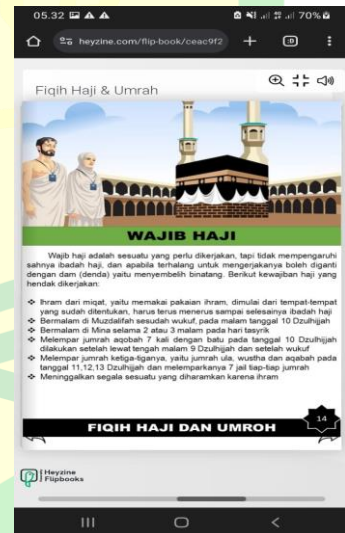 05.32
70%
heyzine.com/flip-book/ceac9f2
Fiqih Haji & Umrah
WAJIB HAJI
Wajib haji adalah sesuatu yang perlu dikerjakan, tapi tidak mempengaruhi
sahnya ibadah haji, dan apabila terhalang untuk mengerjakanya boleh diganti
dengan dam (denda) yaitu menyembelih binatang. Berikut kewajiban haji yang
hendak dikerjakan:
❖ Ihram dari miqat, yaitu memakai pakaian ihram, dimulai dari tempat-tempat
yang sudah ditentukan, harus terus menerus sampai selesainya ibadah haji
❖ Bermalam di Muzdalifah sesudah wukuf, pada malam tanggal 10 Dzulhijjah
❖ Bermalam di Mina selama 2 atau 3 malam pada hari tasyrik
❖ Melempar jumrah aqobah 7 kali dengan batu pada tanggal 10 Dzulhijjah
dilakukan setelah lewat tengah malam 9 Dzulhijjah dan setelah wukuf
❖ Melempar jumrah ketiga-tiganya, yaitu jumrah ula, wustha dan aqabah pada
tanggal 11,12,13 Dzulhijjah dan melemparkanya 7 jail tiap-tiap jumrah
❖ Meninggalkan segala sesuatu yang diharamkan karena ihram
14
FIQIH HAJI DAN UMROH
Heyzine
Flipbooks